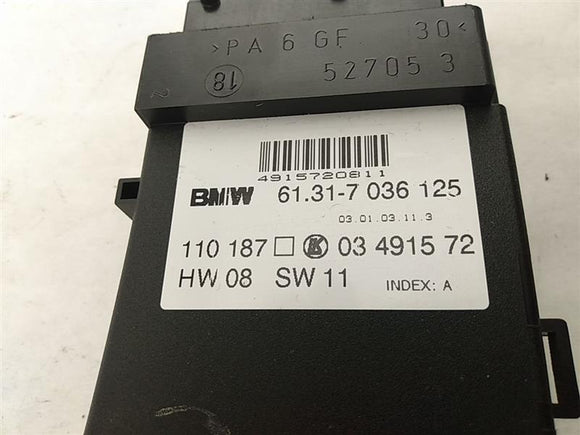 >PA 6 GF 30<
18 52705 3
4915720811
BMW 61.31-7 036 125
03.01.03.11.3
110 187 K 03 4915 72
HW 08 SW 11 INDEX: A